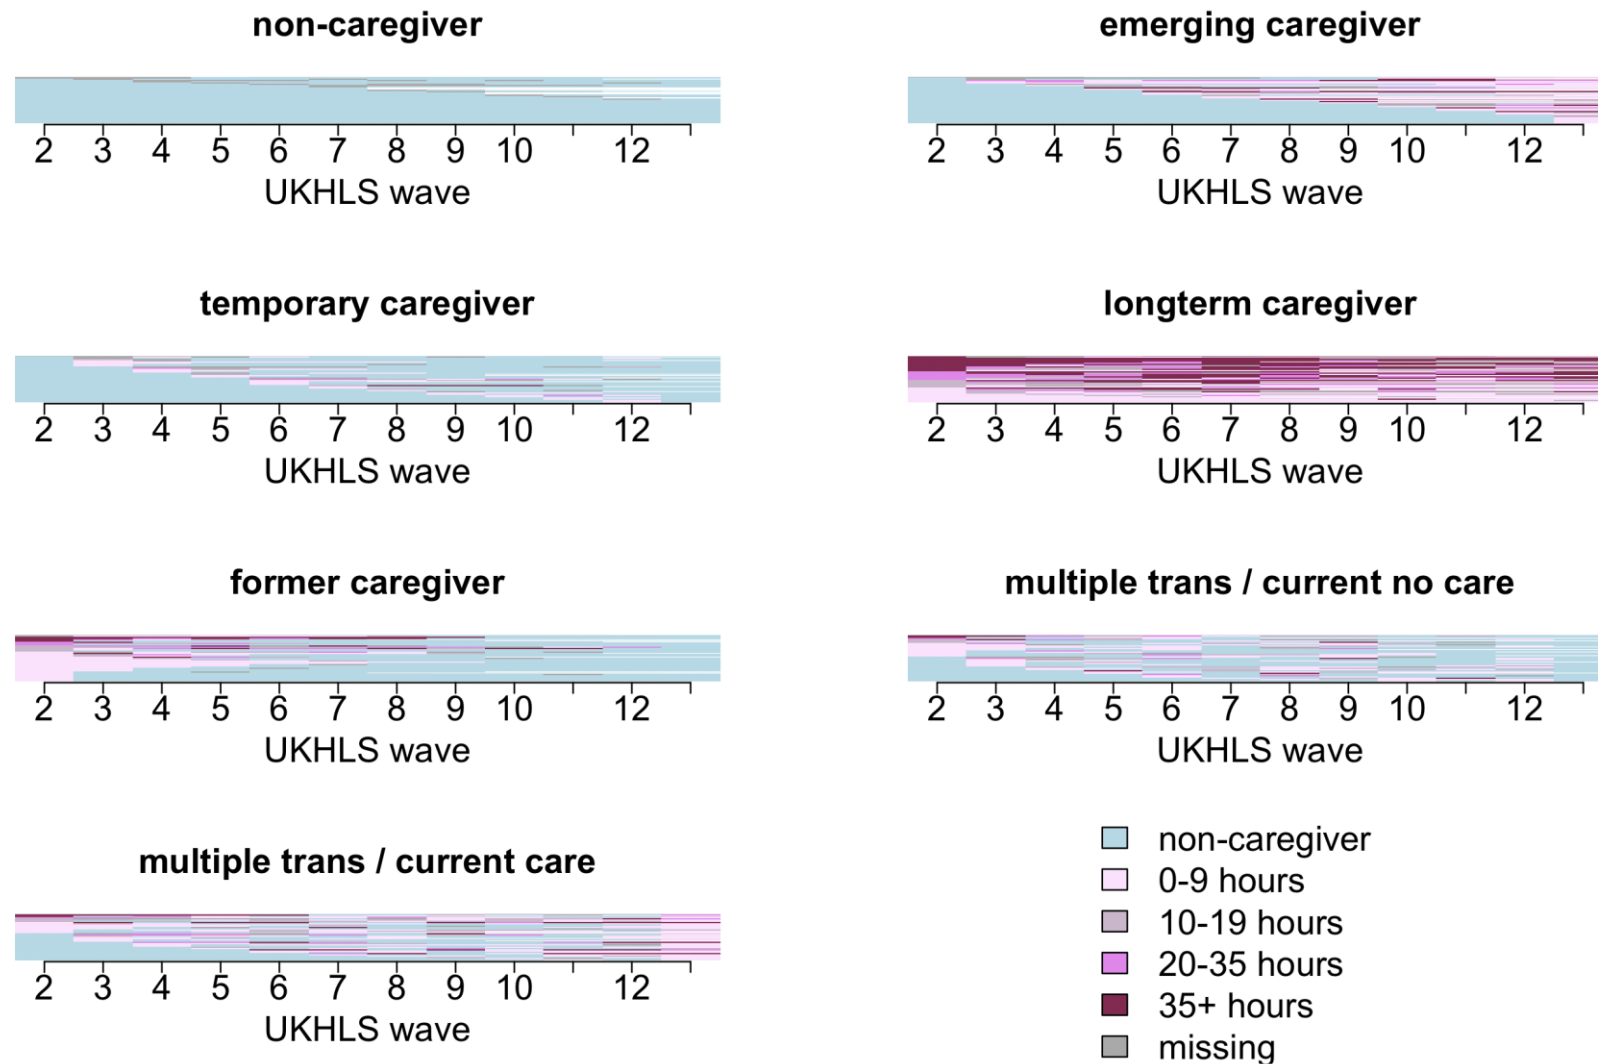 non-caregiver
2 3 4 5 6 7 8 9 10 12
UKHLS wave
emerging caregiver
2 3 4 5 6 7 8 9 10 12
UKHLS wave
temporary caregiver
2 3 4 5 6 7 8 9 10 12
UKHLS wave
longterm caregiver
2 3 4 5 6 7 8 9 10 12
UKHLS wave
former caregiver
2 3 4 5 6 7 8 9 10 12
UKHLS wave
multiple trans / current no care
2 3 4 5 6 7 8 9 10 12
UKHLS wave
multiple trans / current care
2 3 4 5 6 7 8 9 10 12
UKHLS wave
non-caregiver
0-9 hours
10-19 hours
20-35 hours
35+ hours
missing